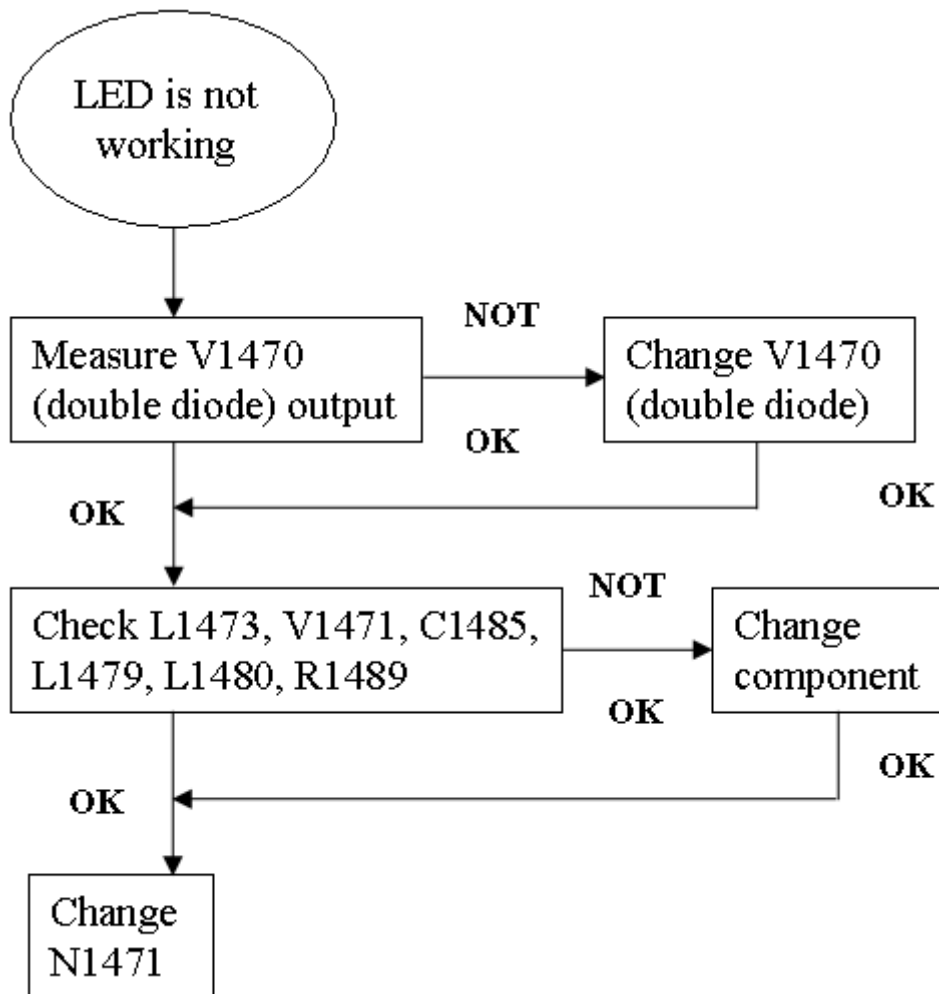 LED is not
working
NOT
Measure V1470
(double diode) output
Change V1470
(double diode)
OK
OK
OK
NOT
Check L1473, V1471, C1485,
L1479, L1480, R1489
Change
component
OK
OK
OK
Change
N1471